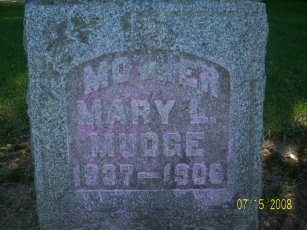 MOTHER
MARY L.
MUDGE
1837-1906
07/15/2008